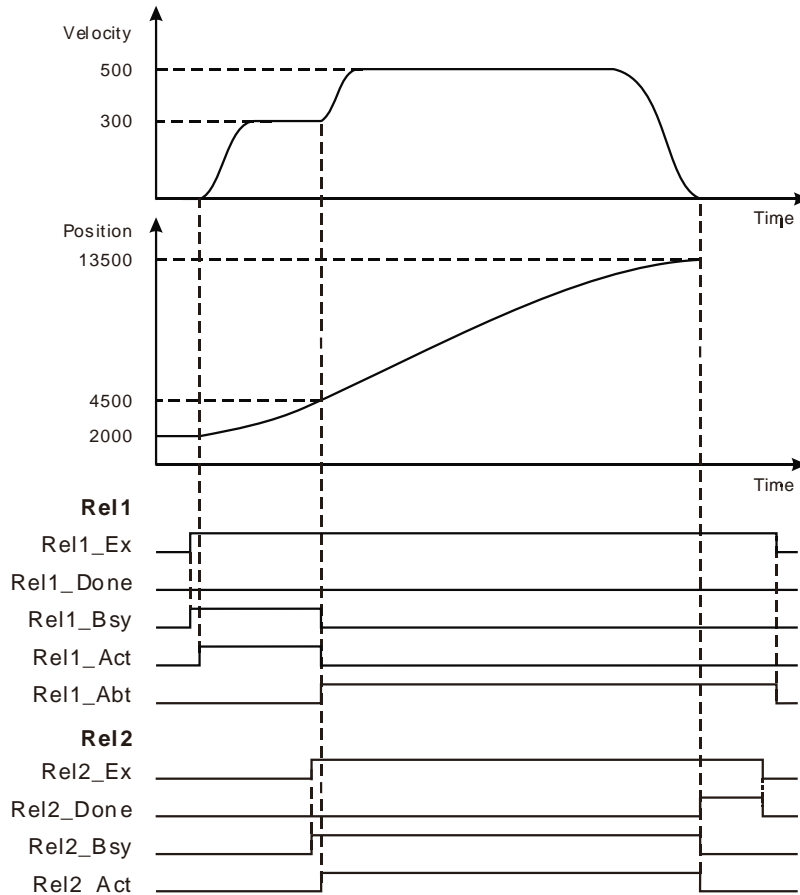 Velocity
500
300
Time
Position
13500
4500
2000
Time
Rel1
Rel1_Ex
Rel1_Done
Rel1_Bsy
Rel1_Act
Rel1_Abt
Rel2
Rel2_Ex
Rel2_Done
Rel2_Bsy
Rel2_Act